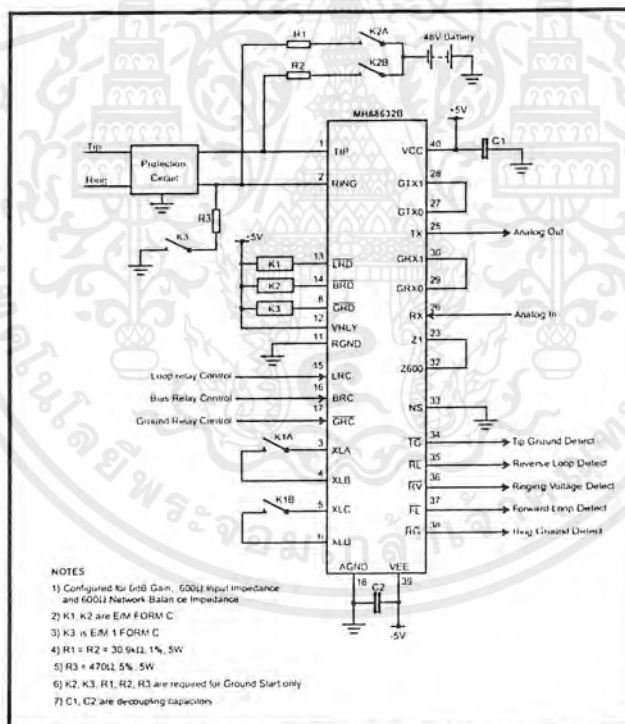 R1
K2A
48V Battery
R2
K2B
MH88632B
+5V
Tip
Protection
Circuit
Ring
1
TIP
VCC
40
C1
2
RING
GTX1
28
GTX0
27
R3
TX
25
Analog Out
K3
+5V
GRX1
30
K1
13
LRD
GRX0
29
K2
14
BRD
K3
8
GRD
RX
26
Analog In
12
VRLY
Z1
23
11
RGND
Z600
32
Loop relay Control
15
LRC
Bias Relay Control
16
BRC
NS
33
Ground Relay Control
17
GRC
TG
34
Tip Ground Detect
K1A
3
XLA
RL
35
Reverse Loop Detect
4
XLB
RV
36
Ringing Voltage Detect
K1B
5
XLC
FL
37
Forward Loop Detect
6
XLD
RG
38
Ring Ground Detect
AGND
VEE
18
39
C2
-5V
NOTES
1) Configured for 0dB Gain, 600Ω Input Impedance
and 600Ω Network Balance Impedance
2) K1, K2 are E/M FORM C
3) K3 is E/M 1 FORM C
4) R1 = R2 = 30.9kΩ, 1%, 5W
5) R3 = 470Ω, 5%, 5W
6) K2, K3, R1, R2, R3 are required for Ground Start only
7) C1, C2 are decoupling capacitors